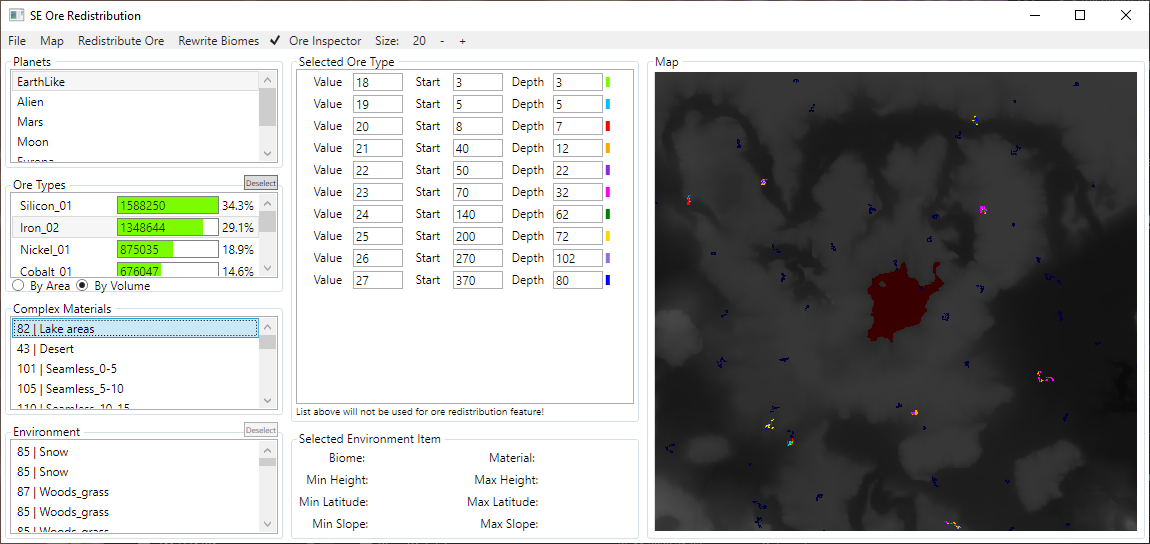 SE Ore Redistribution
File Map Redistribute Ore Rewrite Biomes ✔ Ore Inspector Size: 20 - +
Planets
EarthLike
Alien
Mars
Moon
Europa
Ore Types
Deselect
Silicon_01 1588250 34.3%
Iron_02 1348644 29.1%
Nickel_01 875035 18.9%
Cobalt_01 676047 14.6%
By Area By Volume
Complex Materials
82 | Lake areas
43 | Desert
101 | Seamless_0-5
105 | Seamless_5-10
110 | Seamless_10-15
Environment
Deselect
85 | Snow
85 | Snow
87 | Woods_grass
85 | Woods_grass
85 | Woods_grass
Selected Ore Type
Value 18 Start 3 Depth 3
Value 19 Start 5 Depth 5
Value 20 Start 8 Depth 7
Value 21 Start 40 Depth 12
Value 22 Start 50 Depth 22
Value 23 Start 70 Depth 32
Value 24 Start 140 Depth 62
Value 25 Start 200 Depth 72
Value 26 Start 270 Depth 102
Value 27 Start 370 Depth 80
List above will not be used for ore redistribution feature!
Selected Environment Item
Biome: Material:
Min Height: Max Height:
Min Latitude: Max Latitude:
Min Slope: Max Slope:
Map